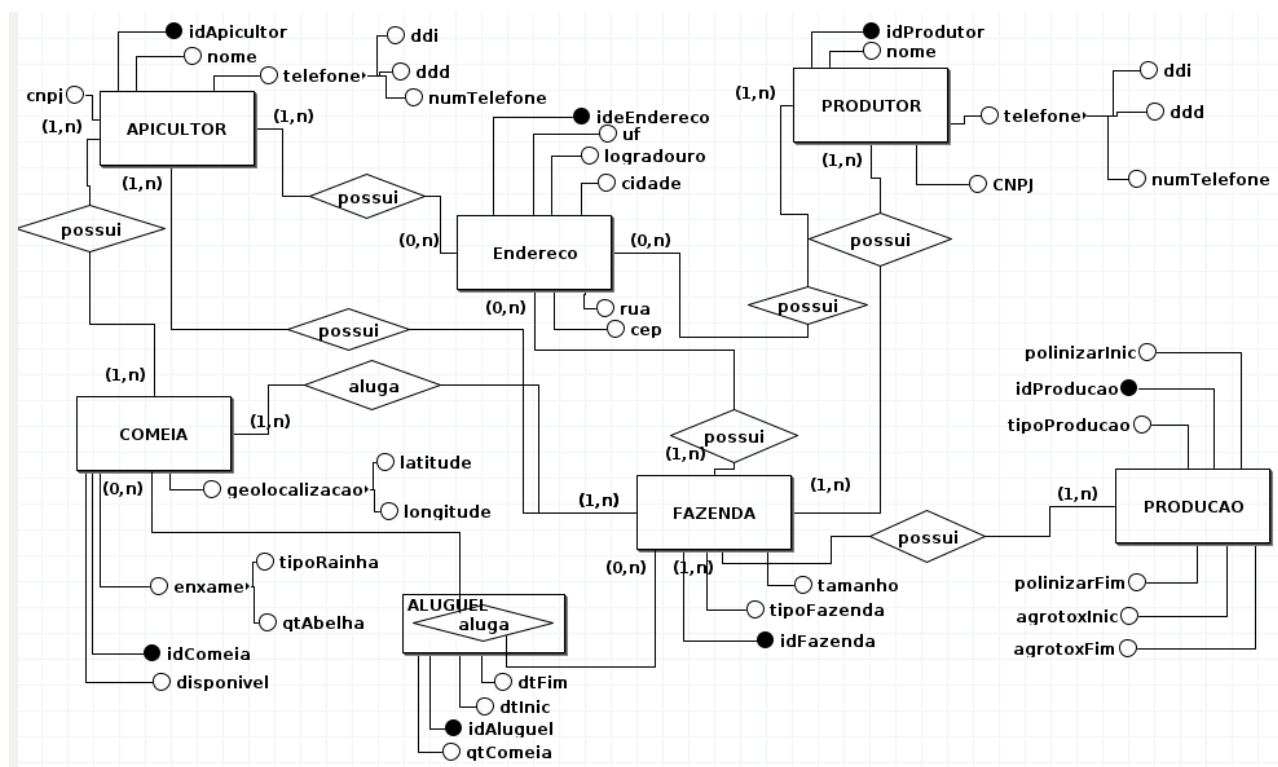 idApicultor
nome
cnpj
telefone
ddi
ddd
numTelefone
(1,n)
APICULTOR
(1,n)
(1,n)
possui
possui
ideEndereco
uf
logradouro
cidade
(0,n)
Endereco
(0,n)
(0,n)
rua
cep
idProdutor
nome
(1,n)
PRODUTOR
telefone
ddi
ddd
numTelefone
(1,n)
CNPJ
possui
possui
possui
aluga
(1,n)
(1,n)
COMEIA
(0,n)
geolocalizacao
latitude
longitude
enxame
tipoRainha
qtAbelha
idComeia
disponivel
possui
(1,n)
(1,n)
(1,n)
FAZENDA
(0,n)
(1,n)
tamanho
tipoFazenda
idFazenda
possui
(1,n)
polinizarInic
idProducao
tipoProducao
PRODUCAO
polinizarFim
agrotoxInic
agrotoxFim
ALUGUEL
aluga
dtFim
dtInic
idAluguel
qtComeia